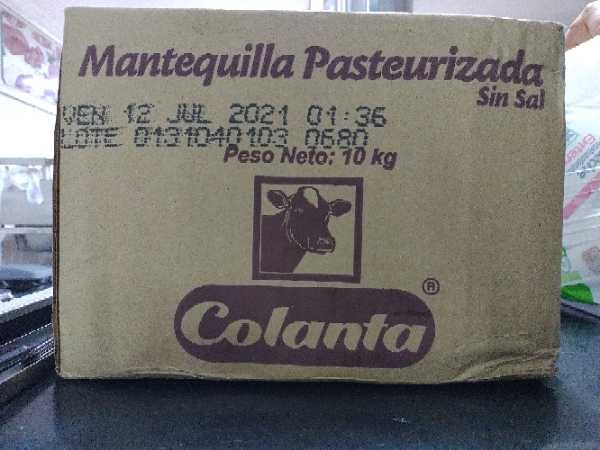 Mantequilla Pasteurizada
Sin Sal
VEN 12 JUL 2021 01:36
LOTE 0131040103 0680
Peso Neto: 10 kg
Colanta®